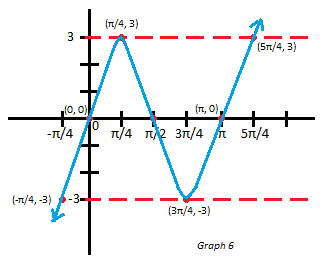 (π/4, 3)
3
(5π/4, 3)
(0, 0)
(π, 0)
0
-π/4
π/4
π/2
3π/4
π
5π/4
(-π/4, -3)
-3
(3π/4, -3)
Graph 6